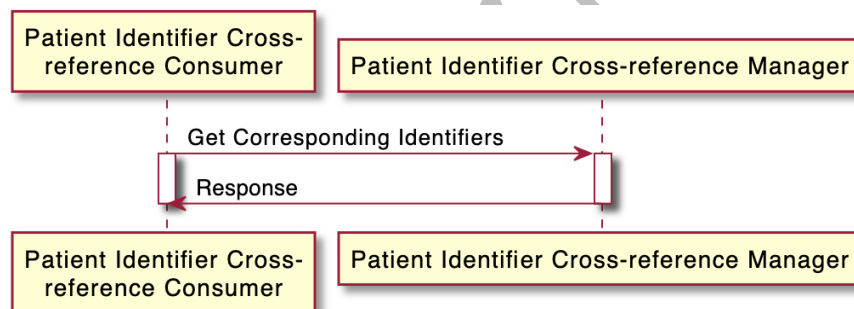 Patient Identifier Cross-
reference Consumer
Patient Identifier Cross-reference Manager
Get Corresponding Identifiers
Response
Patient Identifier Cross-
reference Consumer
Patient Identifier Cross-reference Manager